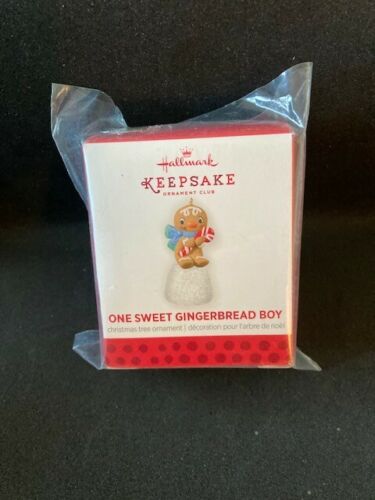 Hallmark
KEEPSAKE
ORNAMENT CLUB
ONE SWEET GINGERBREAD BOY
christmas tree ornament | décoration pour l'arbre de noël